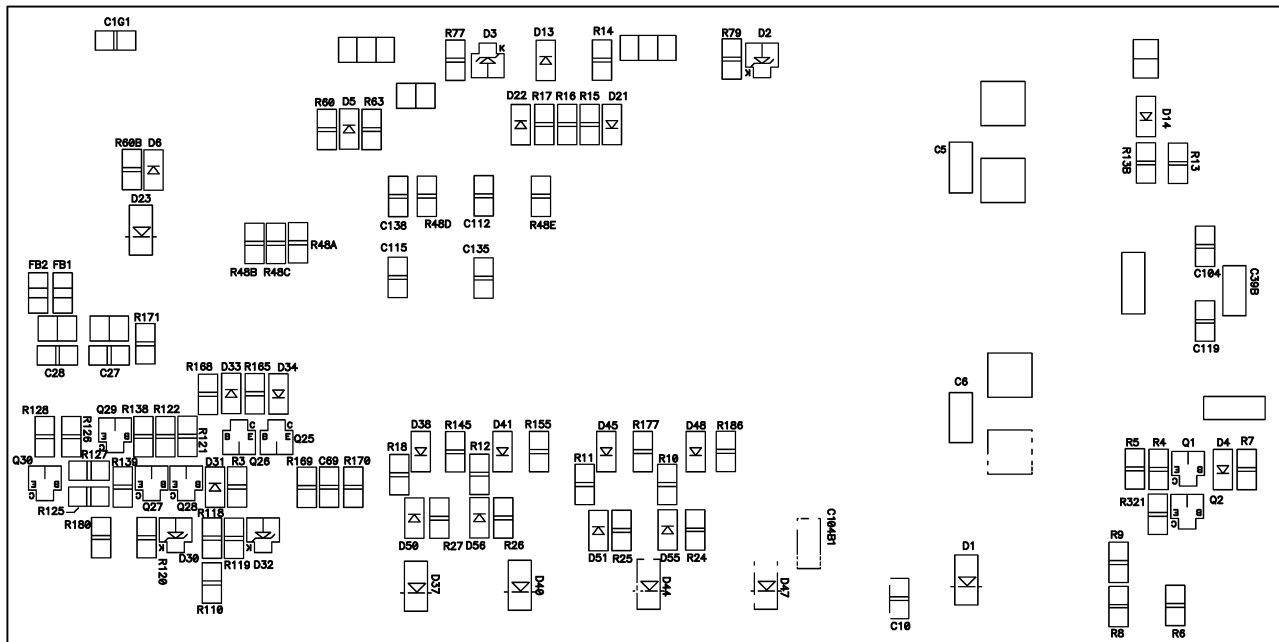 C1G1
R77
D3
K
D13
R14
R79
D2
K
R60
D5
R63
D22
R17
R16
R15
D21
D14
R60B
D6
C5
R13B
R13
D23
C138
R48D
C112
R48E
R48A
R48B
R48C
C115
C135
C104
C39B
FB2
FB1
R171
C119
C28
C27
R168
D33
R165
D34
C6
R128
R126
Q29
B
E
C
R138
R122
R121
C
B
E
C
B
E
Q25
Q26
D38
R145
D41
R155
D45
R177
D48
R186
Q30
E
B
C
R127
R139
E
B
C
Q27
E
B
C
Q28
D31
R3
R169
C69
R170
R18
R12
R11
R10
R5
R4
Q1
E
B
C
D4
R7
R125
R180
R118
R321
E
B
C
Q2
K
R120
D30
R119
K
D32
D50
R27
D56
R26
D51
R25
D55
R24
C104B1
R110
D37
D40
D44
D47
C10
D1
R9
R8
R6